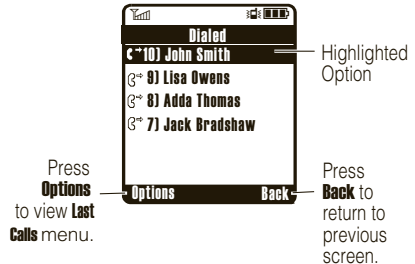 Dialed
10) John Smith
9) Lisa Owens
8) Adda Thomas
7) Jack Bradshaw
Options
Back
Highlighted
Option
Press
Options
to view Last
Calls menu.
Press
Back to
return to
previous
screen.